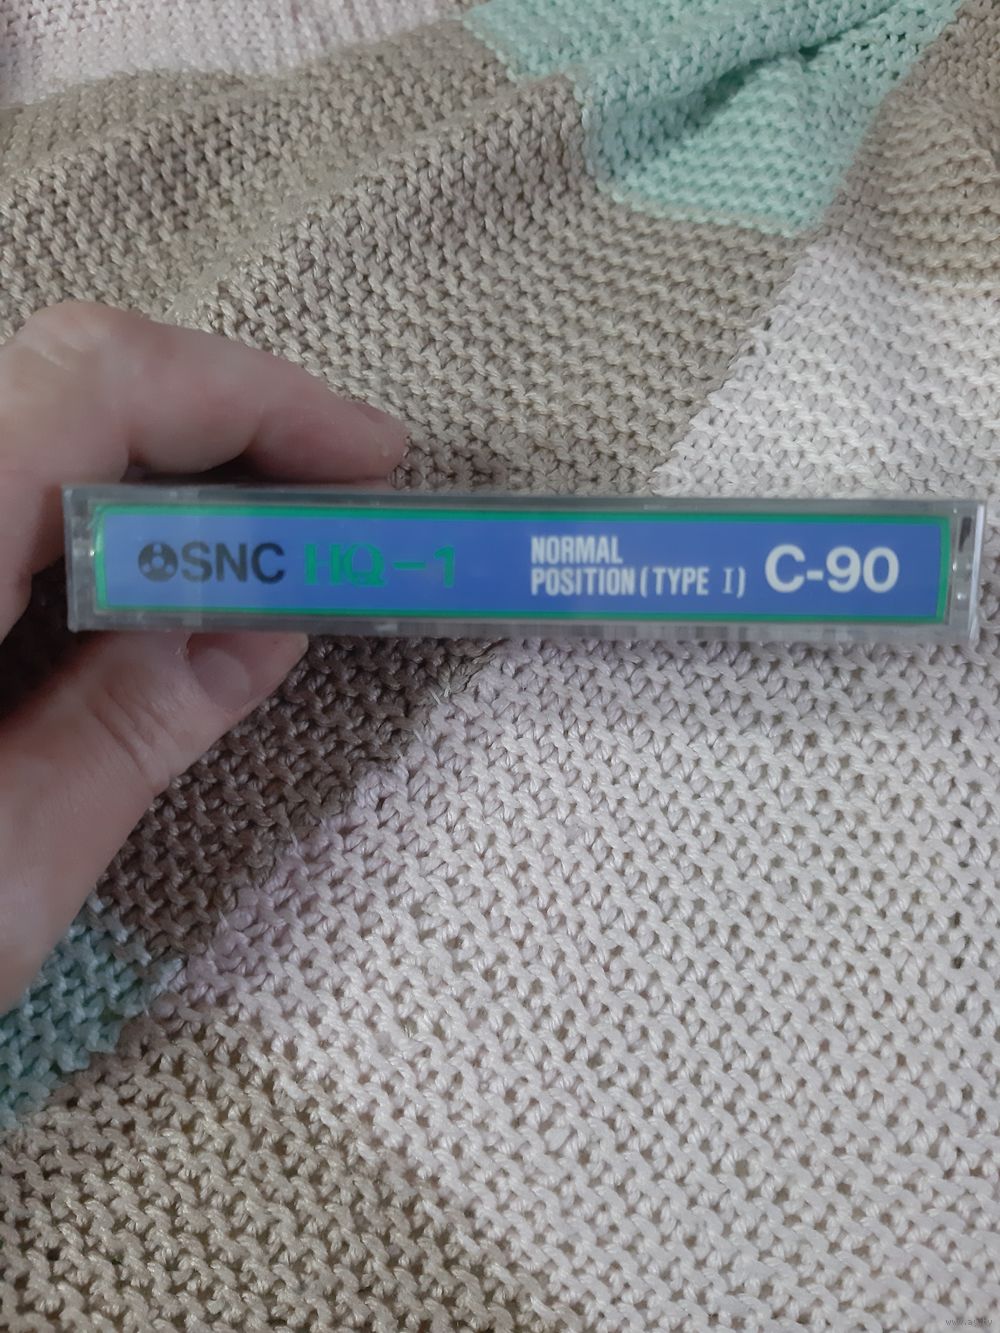 SNC HQ-1
NORMAL
POSITION (TYPE I)
C-90